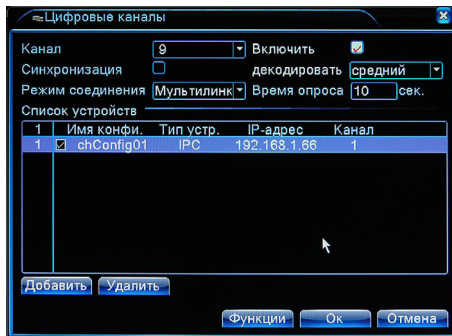 Цифровые каналы
Канал 9 Включить
Синхронизация декодировать средний
Режим соединения Мультилинк Время опроса 10 сек.
Список устройств
1 Имя конфи. Тип устр. IP-адрес Канал
1 chConfig01 IPC 192.168.1.66 1
Добавить Удалить
Функции Ок Отмена